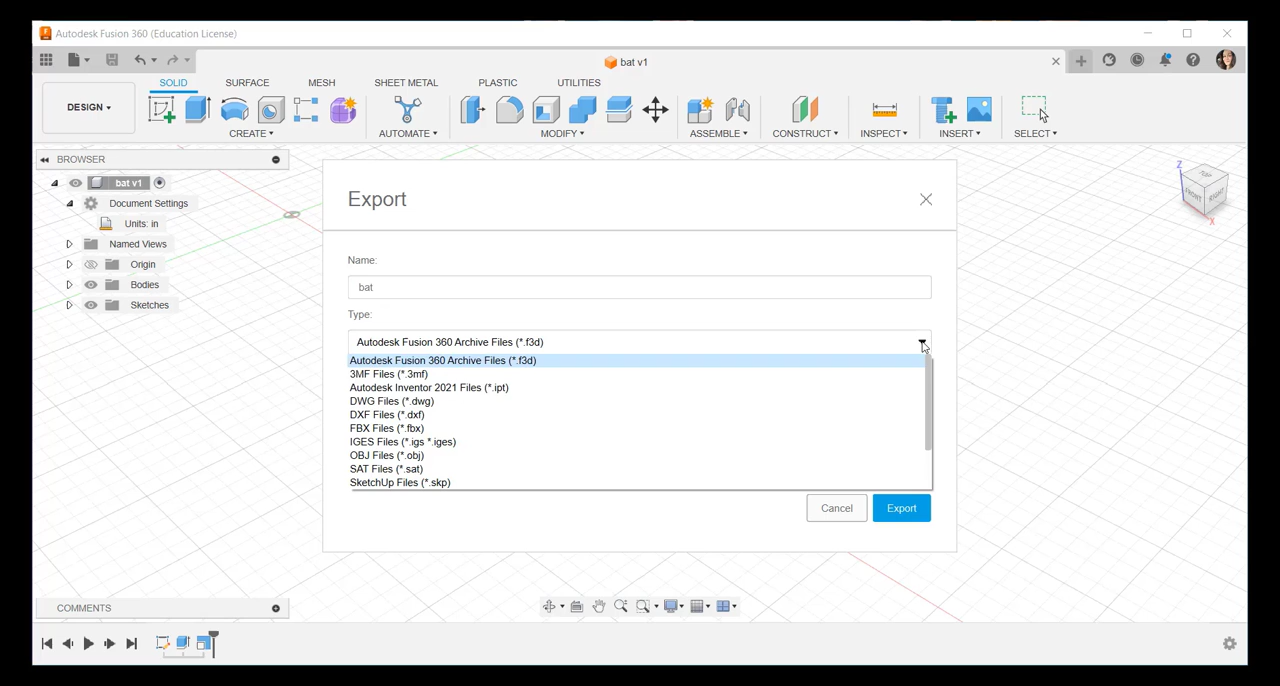 Autodesk Fusion 360 (Education License)
bat v1
SOLID SURFACE MESH SHEET METAL PLASTIC UTILITIES
DESIGN
CREATE AUTOMATE MODIFY ASSEMBLE CONSTRUCT INSPECT INSERT SELECT
BROWSER
bat v1
Document Settings
Units: in
Named Views
Origin
Bodies
Sketches
Export
Name:
bat
Type:
Autodesk Fusion 360 Archive Files (*.f3d)
Autodesk Fusion 360 Archive Files (*.f3d)
3MF Files (*.3mf)
Autodesk Inventor 2021 Files (*.ipt)
DWG Files (*.dwg)
DXF Files (*.dxf)
FBX Files (*.fbx)
IGES Files (*.igs *.iges)
OBJ Files (*.obj)
SAT Files (*.sat)
SketchUp Files (*.skp)
Cancel Export
Z
TOP
FRONT RIGHT
X
COMMENTS